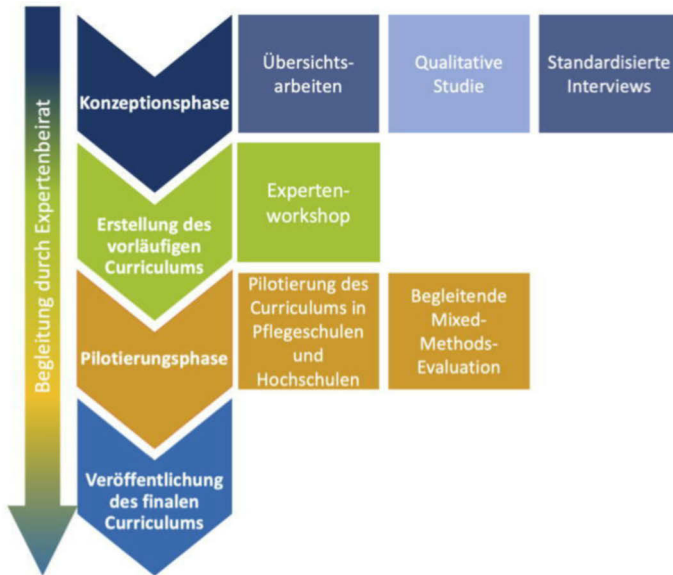 Begleitung durch Expertenbeirat
Konzeptionsphase
Übersichts-
arbeiten
Qualitative
Studie
Standardisierte
Interviews
Erstellung des
vorläufigen
Curriculums
Experten-
workshop
Pilotierungsphase
Pilotierung des
Curriculums in
Pflegeschulen
und
Hochschulen
Begleitende
Mixed-
Methods-
Evaluation
Veröffentlichung
des finalen
Curriculums